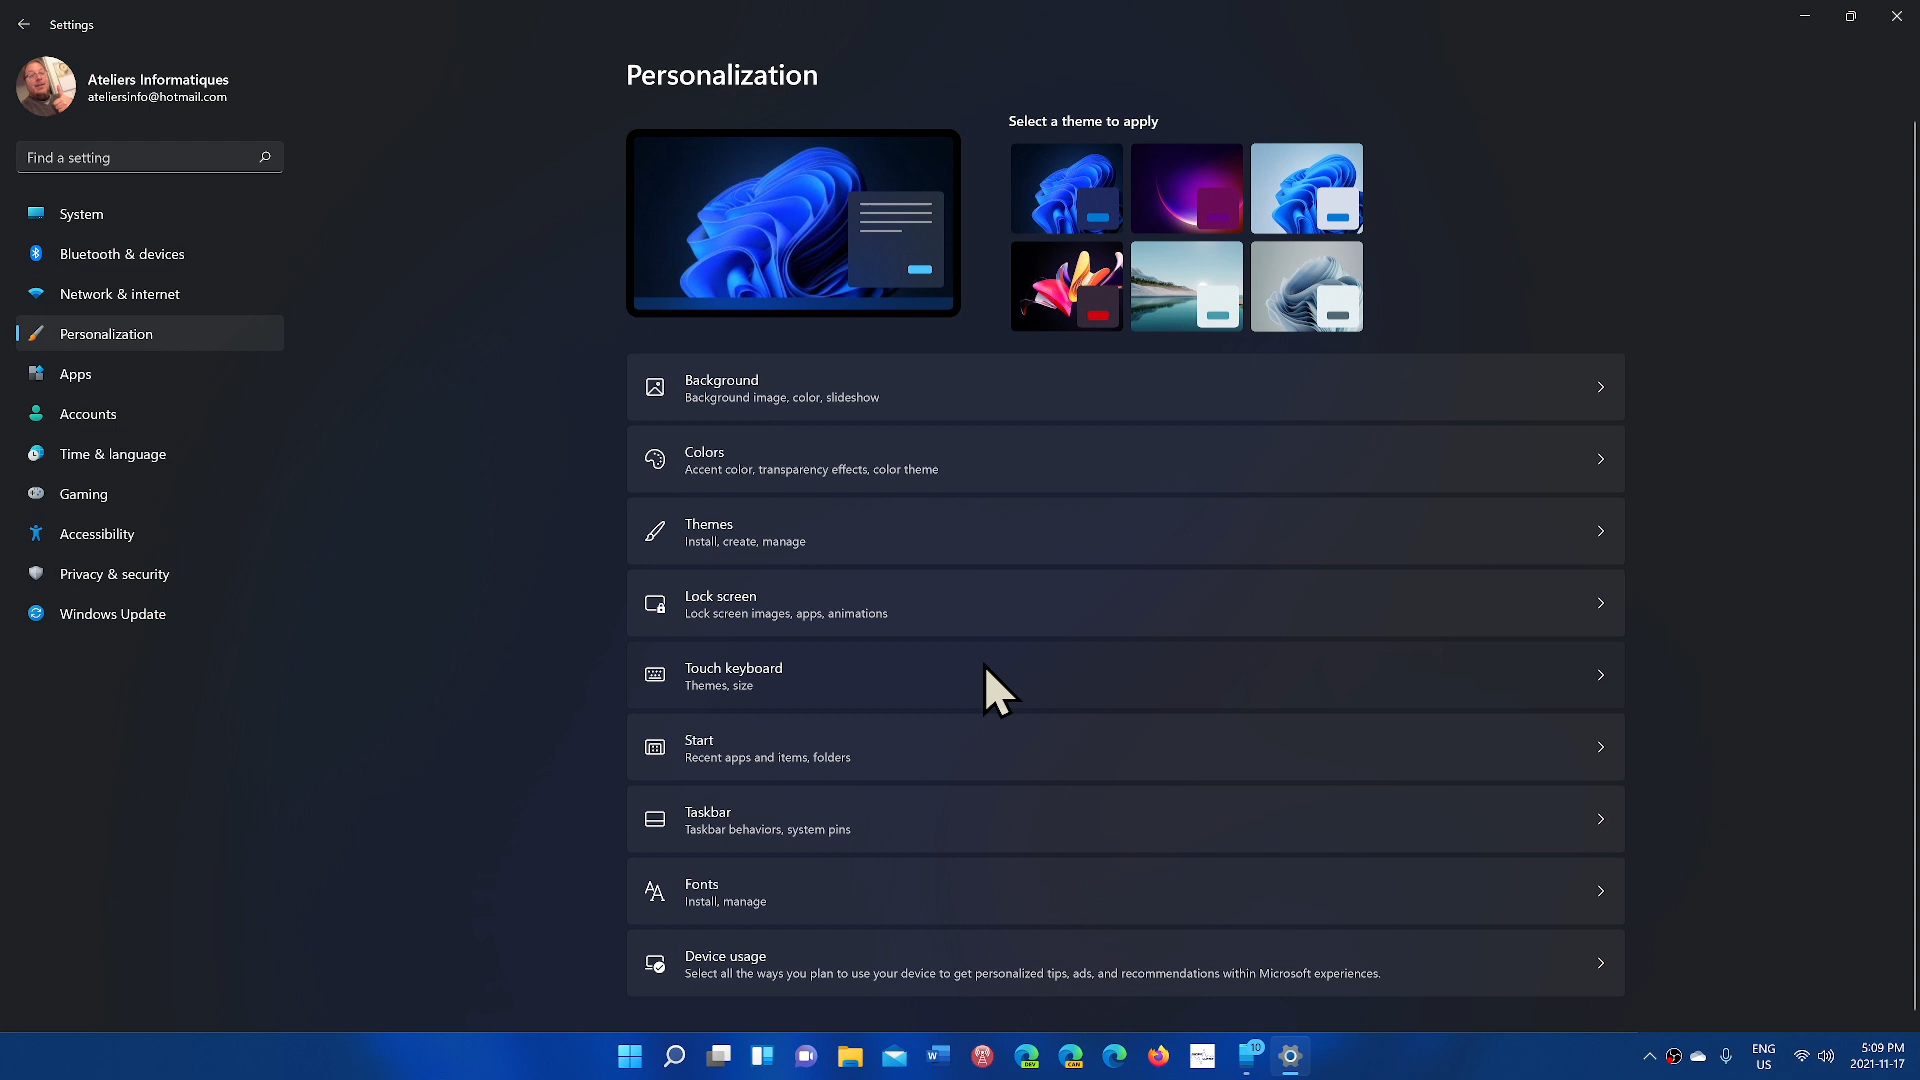 Settings
Ateliers Informatiques
ateliersinfo@hotmail.com
Find a setting
System
Bluetooth & devices
Network & internet
Personalization
Apps
Accounts
Time & language
Gaming
Accessibility
Privacy & security
Windows Update
Personalization
Select a theme to apply
Background
Background image, color, slideshow
Colors
Accent color, transparency effects, color theme
Themes
Install, create, manage
Lock screen
Lock screen images, apps, animations
Touch keyboard
Themes, size
Start
Recent apps and items, folders
Taskbar
Taskbar behaviors, system pins
Fonts
Install, manage
Device usage
Select all the ways you plan to use your device to get personalized tips, ads, and recommendations within Microsoft experiences.
W
DEV
CAN
10
ENG
US
5:09 PM
2021-11-17